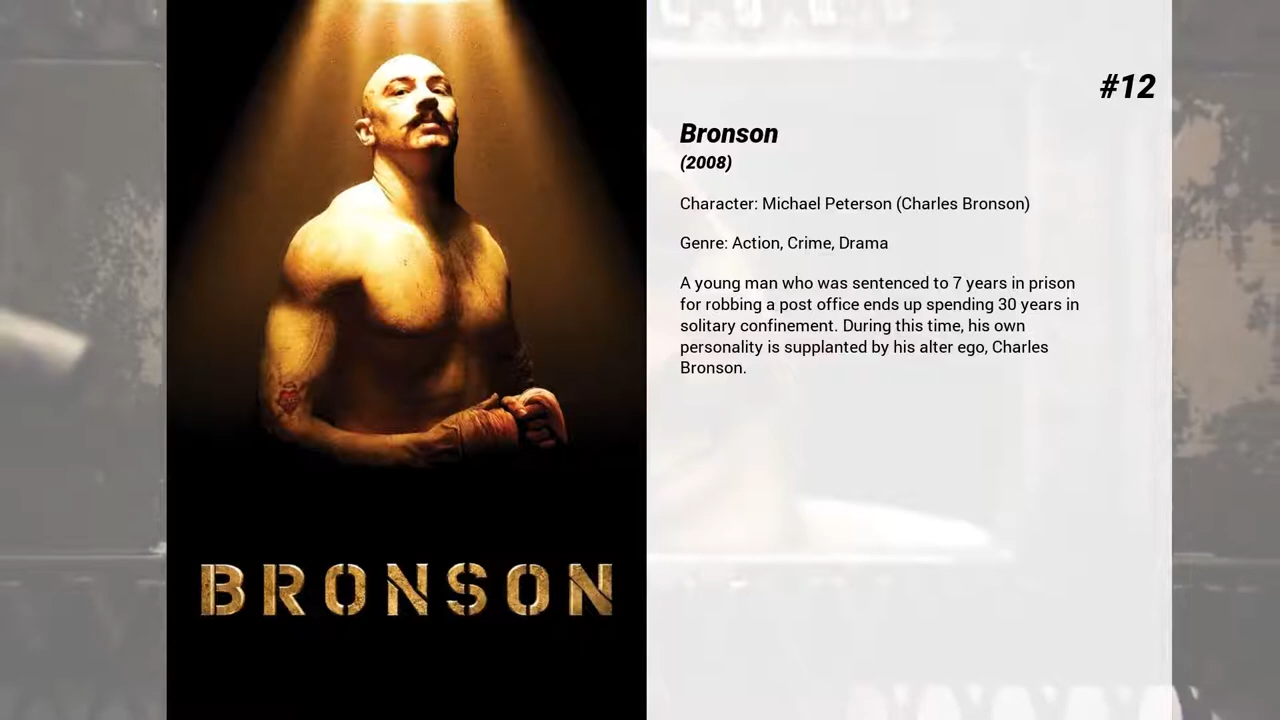 #12
Bronson
(2008)
Character: Michael Peterson (Charles Bronson)
Genre: Action, Crime, Drama
A young man who was sentenced to 7 years in prison
for robbing a post office ends up spending 30 years in
solitary confinement. During this time, his own
personality is supplanted by his alter ego, Charles
Bronson.
BRONSON